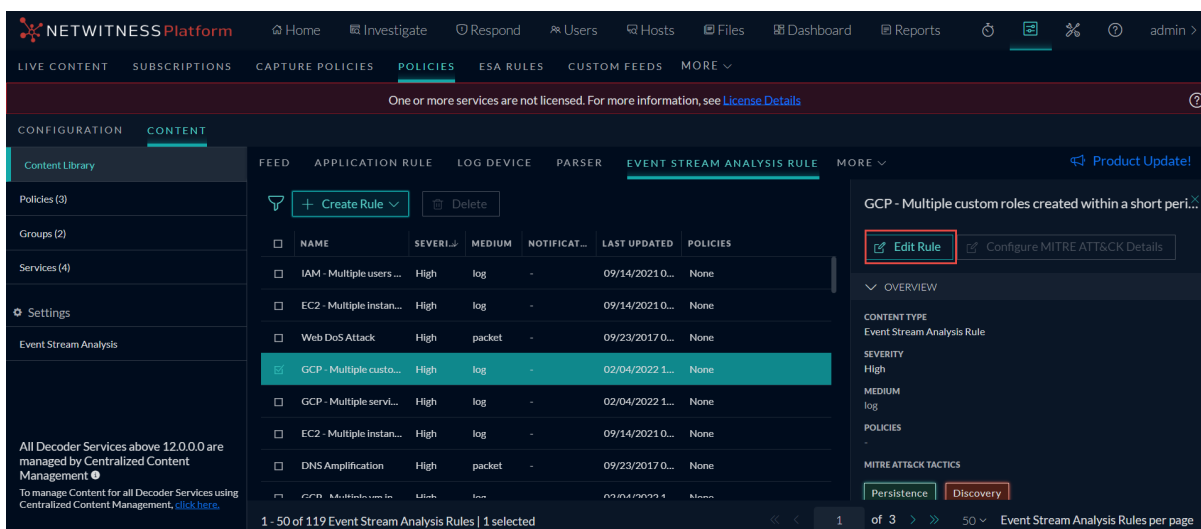 NETWITNESS Platform Home Investigate Respond Users Hosts Files Dashboard Reports admin >
LIVE CONTENT SUBSCRIPTIONS CAPTURE POLICIES POLICIES ESA RULES CUSTOM FEEDS MORE
One or more services are not licensed. For more information, see License Details
CONFIGURATION CONTENT
Content Library
Policies (3)
Groups (2)
Services (4)
Settings
Event Stream Analysis
All Decoder Services above 12.0.0.0 are
managed by Centralized Content
Management
To manage Content for all Decoder Services using
Centralized Content Management, click here.
FEED APPLICATION RULE LOG DEVICE PARSER EVENT STREAM ANALYSIS RULE MORE
Product Update!
+ Create Rule Delete
NAME SEVERI... MEDIUM NOTIFICAT... LAST UPDATED POLICIES
IAM - Multiple users ... High log - 09/14/2021 0... None
EC2 - Multiple instan... High log - 09/14/2021 0... None
Web DoS Attack High packet - 09/23/2017 0... None
GCP - Multiple custo... High log - 02/04/2022 1... None
GCP - Multiple servi... High log - 02/04/2022 1... None
EC2 - Multiple instan... High log - 09/14/2021 0... None
DNS Amplification High packet - 09/23/2017 0... None
GCP - Multiple vm in... High log - 02/04/2022 1... None
1 - 50 of 119 Event Stream Analysis Rules | 1 selected
<< < 1 of 3 > >> 50 Event Stream Analysis Rules per page
GCP - Multiple custom roles created within a short peri...
Edit Rule Configure MITRE ATT&CK Details
OVERVIEW
CONTENT TYPE
Event Stream Analysis Rule
SEVERITY
High
MEDIUM
log
POLICIES
-
MITRE ATT&CK TACTICS
Persistence Discovery